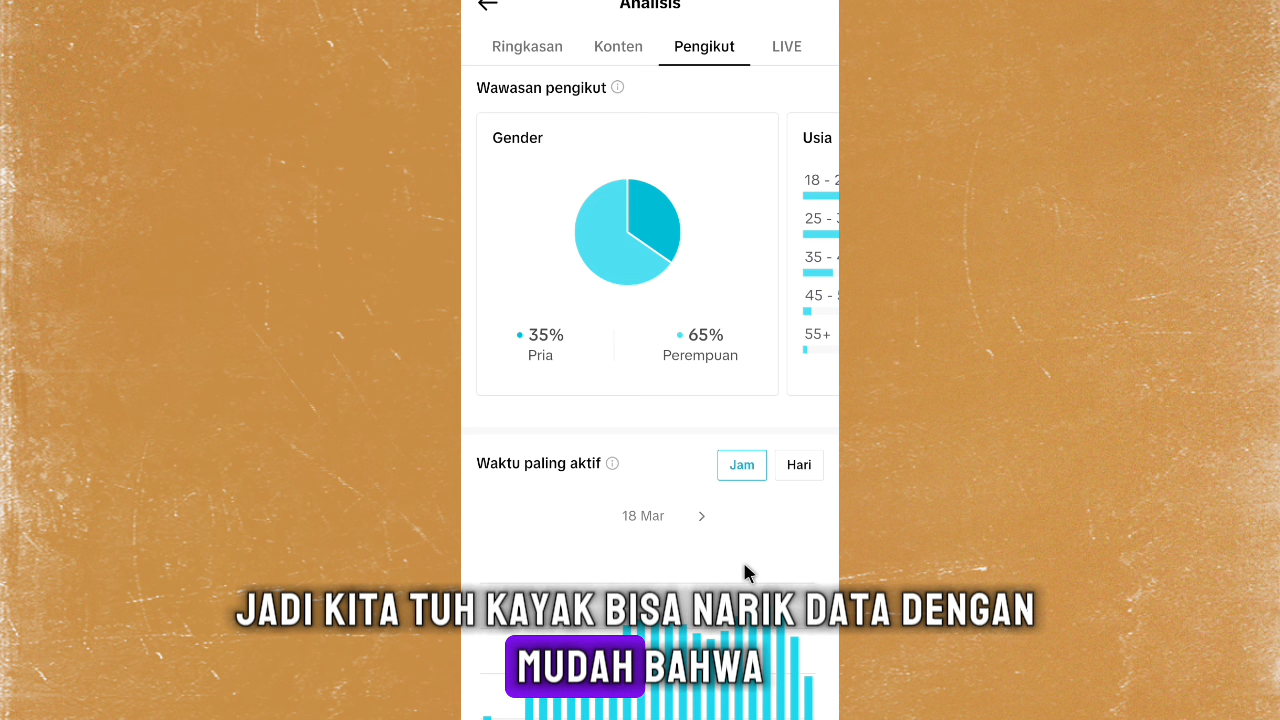 Analisis
Ringkasan Konten Pengikut LIVE
Wawasan pengikut
Gender
Usia
18 -
25 -
35 -
45 -
55+
35%
Pria
65%
Perempuan
Waktu paling aktif
Jam Hari
18 Mar
JADI KITA TUH KAYAK BISA NARIK DATA DENGAN
MUDAH BAHWA